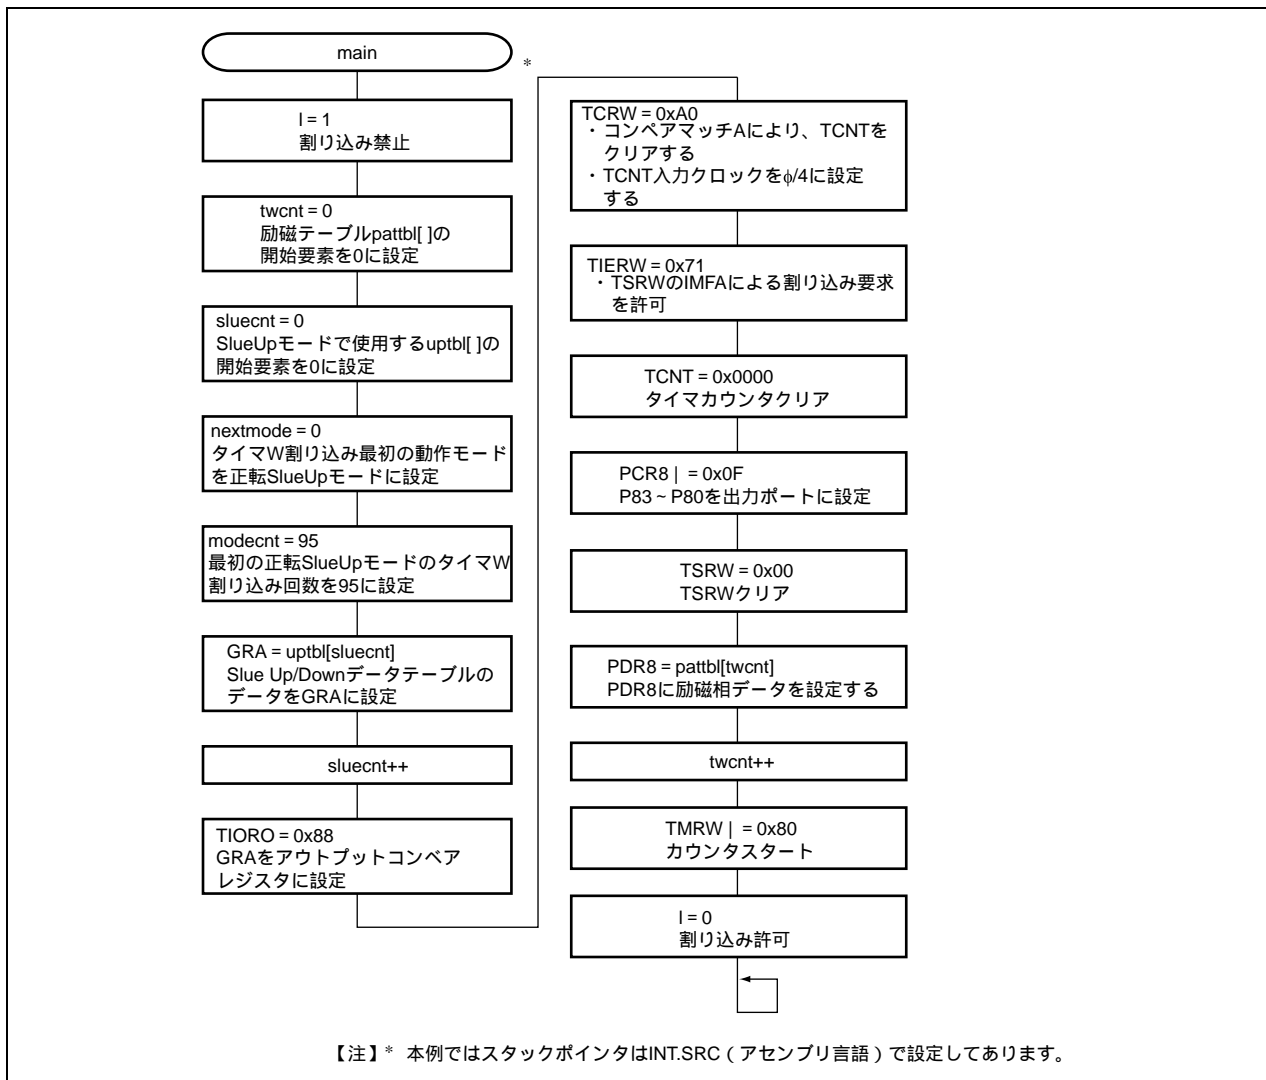 main
*
I = 1
割り込み禁止
twcnt = 0
励磁テーブルpattbl[ ]の
開始要素を0に設定
sluecnt = 0
SlueUpモードで使用するuptbl[ ]の
開始要素を0に設定
nextmode = 0
タイマW割り込み最初の動作モード
を正転SlueUpモードに設定
modecnt = 95
最初の正転SlueUpモードのタイマW
割り込み回数を95に設定
GRA = uptbl[sluecnt]
Slue Up/Downデータテーブルの
データをGRAに設定
sluecnt++
TIORO = 0x88
GRAをアウトプットコンペア
レジスタに設定
TCRW = 0xA0
・コンペアマッチAにより、TCNTを
クリアする
・TCNT入力クロックをφ/4に設定
する
TIERW = 0x71
・TSRWのIMFAによる割り込み要求
を許可
TCNT = 0x0000
タイマカウンタクリア
PCR8 | = 0x0F
P83 ~ P80を出力ポートに設定
TSRW = 0x00
TSRWクリア
PDR8 = pattbl[twcnt]
PDR8に励磁相データを設定する
twcnt++
TMRW | = 0x80
カウンタスタート
I = 0
割り込み許可
【注】* 本例ではスタックポインタはINT.SRC（アセンブリ言語）で設定してあります。